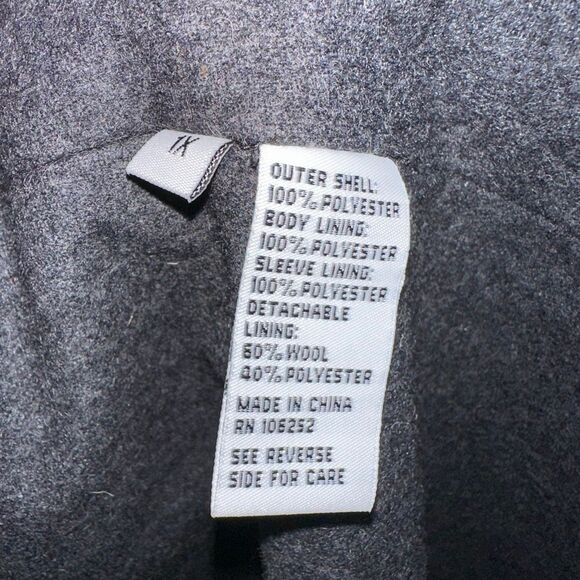 1X
OUTER SHELL:
100% POLYESTER
BODY LINING:
100% POLYESTER
SLEEVE LINING:
100% POLYESTER
DETACHABLE
LINING:
60% WOOL
40% POLYESTER
MADE IN CHINA
RN 106252
SEE REVERSE
SIDE FOR CARE